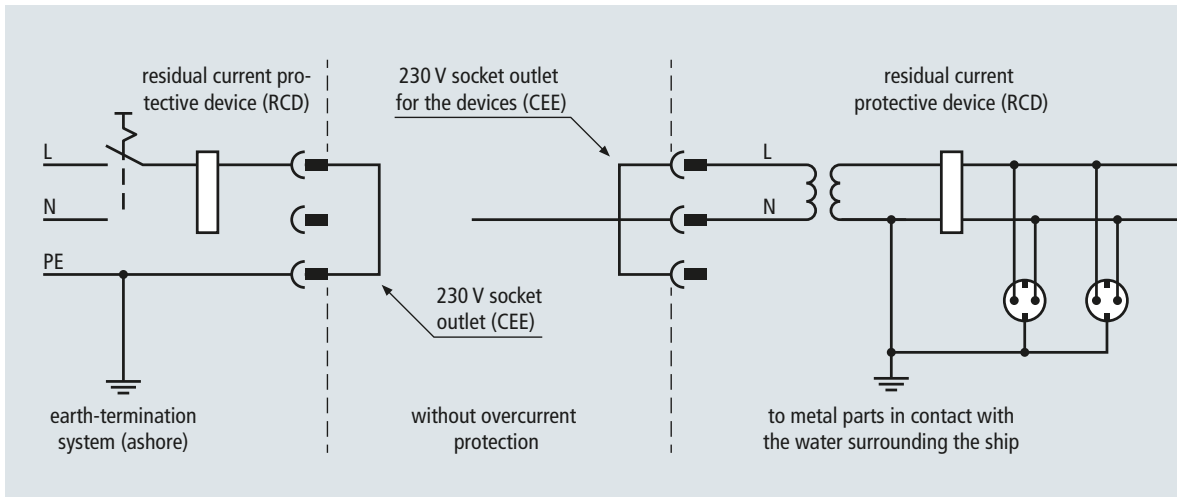 residual current pro-
tective device (RCD)
230 V socket outlet
for the devices (CEE)
residual current
protective device (RCD)
L
N
PE
L
N
230 V socket
outlet (CEE)
earth-termination
system (ashore)
without overcurrent
protection
to metal parts in contact with
the water surrounding the ship